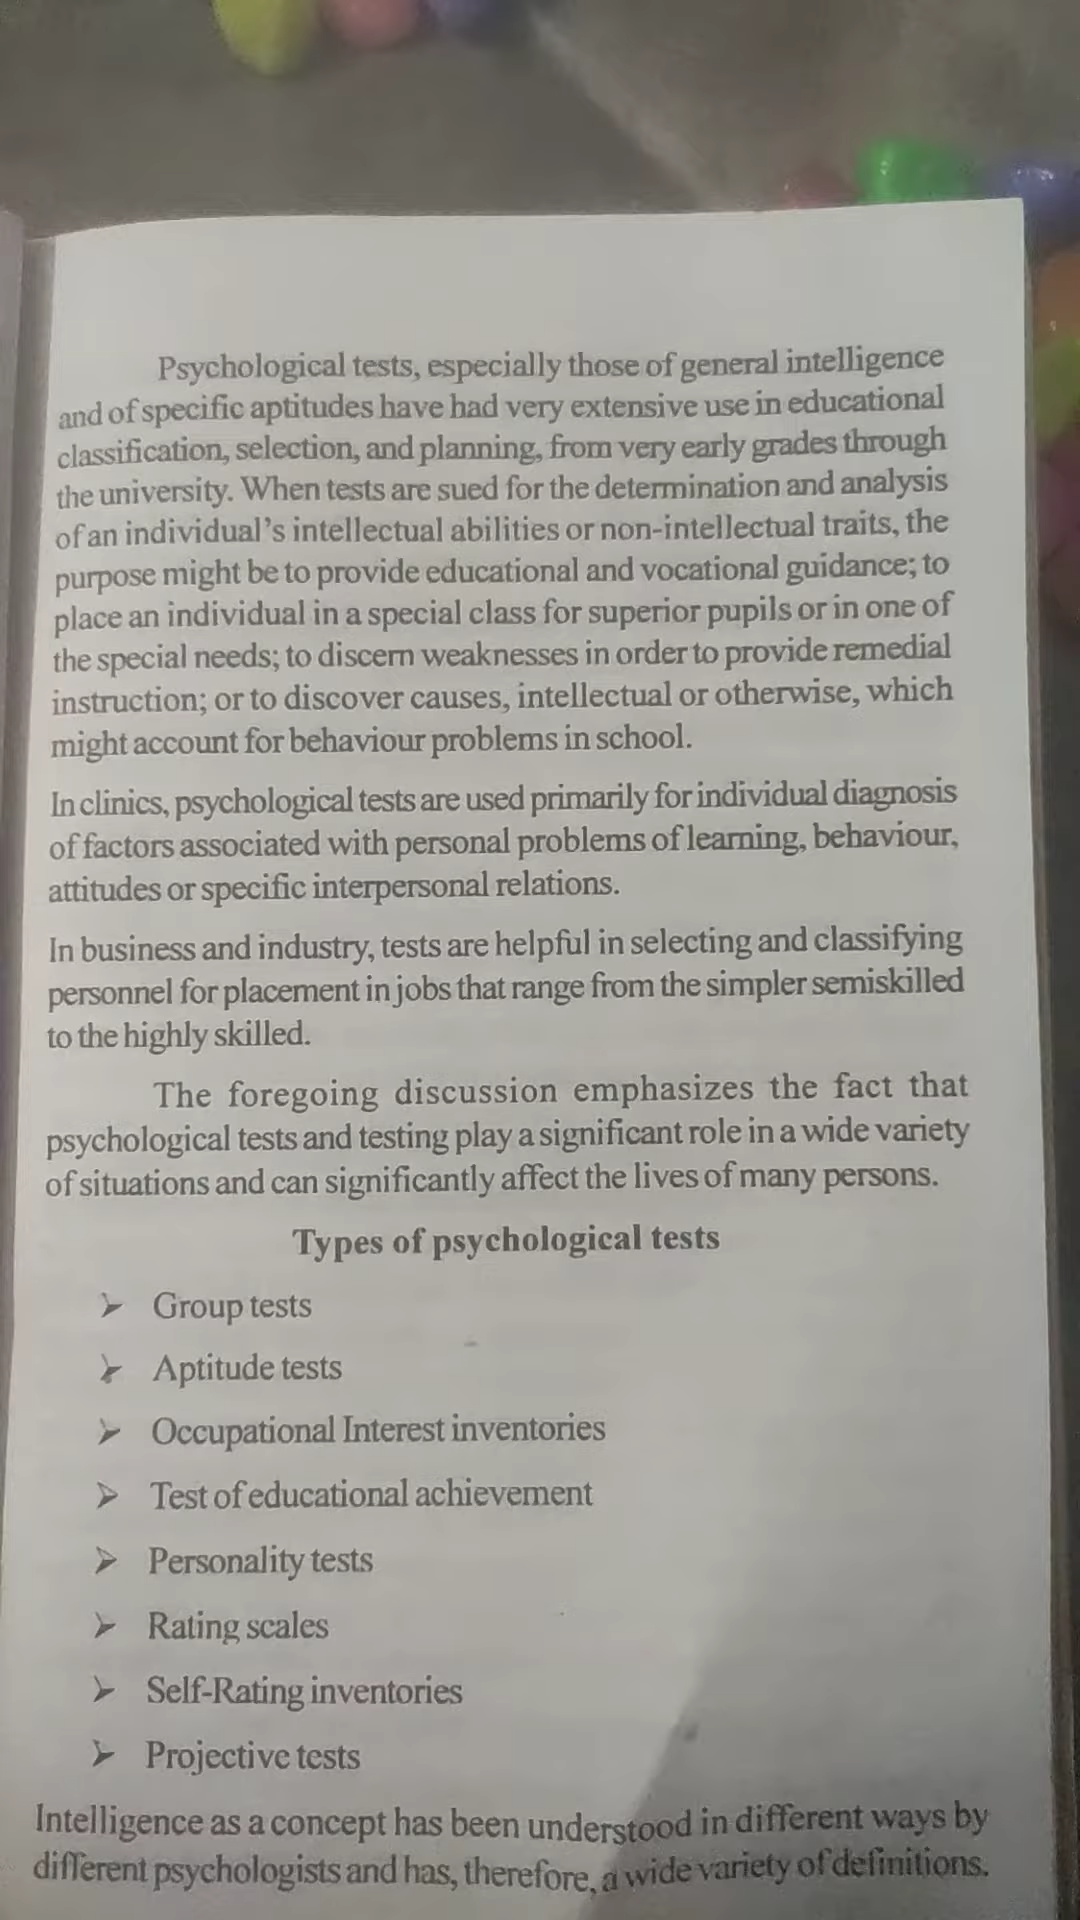 Psychological tests, especially those of general intelligence
and of specific aptitudes have had very extensive use in educational
classification, selection, and planning, from very early grades through
the university. When tests are sued for the determination and analysis
of an individual's intellectual abilities or non-intellectual traits, the
purpose might be to provide educational and vocational guidance; to
place an individual in a special class for superior pupils or in one of
the special needs; to discern weaknesses in order to provide remedial
instruction; or to discover causes, intellectual or otherwise, which
might account for behaviour problems in school.
In clinics, psychological tests are used primarily for individual diagnosis
of factors associated with personal problems of learning, behaviour,
attitudes or specific interpersonal relations.
In business and industry, tests are helpful in selecting and classifying
personnel for placement in jobs that range from the simpler semiskilled
to the highly skilled.
The foregoing discussion emphasizes the fact that
psychological tests and testing play a significant role in a wide variety
of situations and can significantly affect the lives of many persons.
Types of psychological tests
➢ Group tests
➢ Aptitude tests
➢ Occupational Interest inventories
➢ Test of educational achievement
➢ Personality tests
➢ Rating scales
➢ Self-Rating inventories
➢ Projective tests
Intelligence as a concept has been understood in different ways by
different psychologists and has, therefore, a wide variety of definitions.